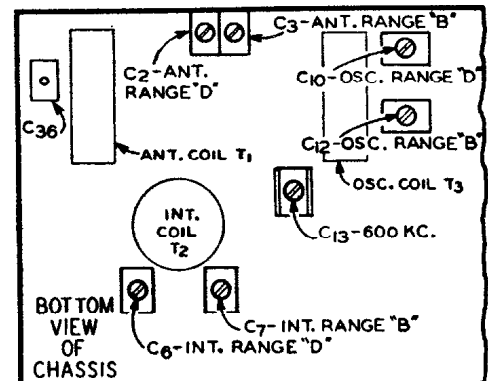 C3-ANT. RANGE "B"
C2-ANT.
RANGE "D"
C10-OSC. RANGE "D"
C36
C12-OSC. RANGE "B"
ANT. COIL T1
OSC. COIL T3
INT.
COIL
T2
C13-600 KC.
BOTTOM
VIEW
OF
CHASSIS
C7-INT. RANGE "B"
C6-INT. RANGE "D"